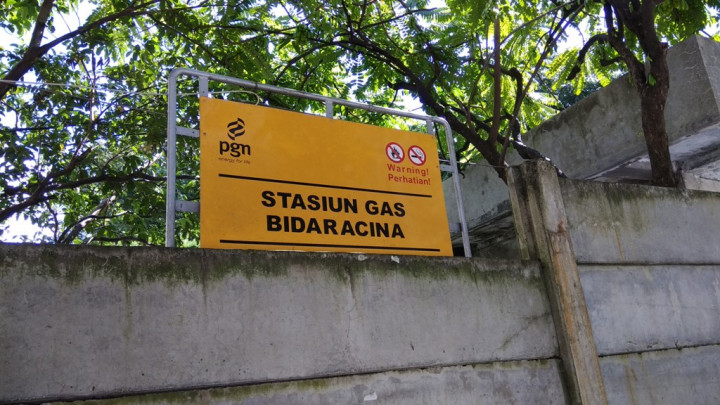 pgn
energy for life
Warning!
Perhatian!
STASIUN GAS
BIDARACINA